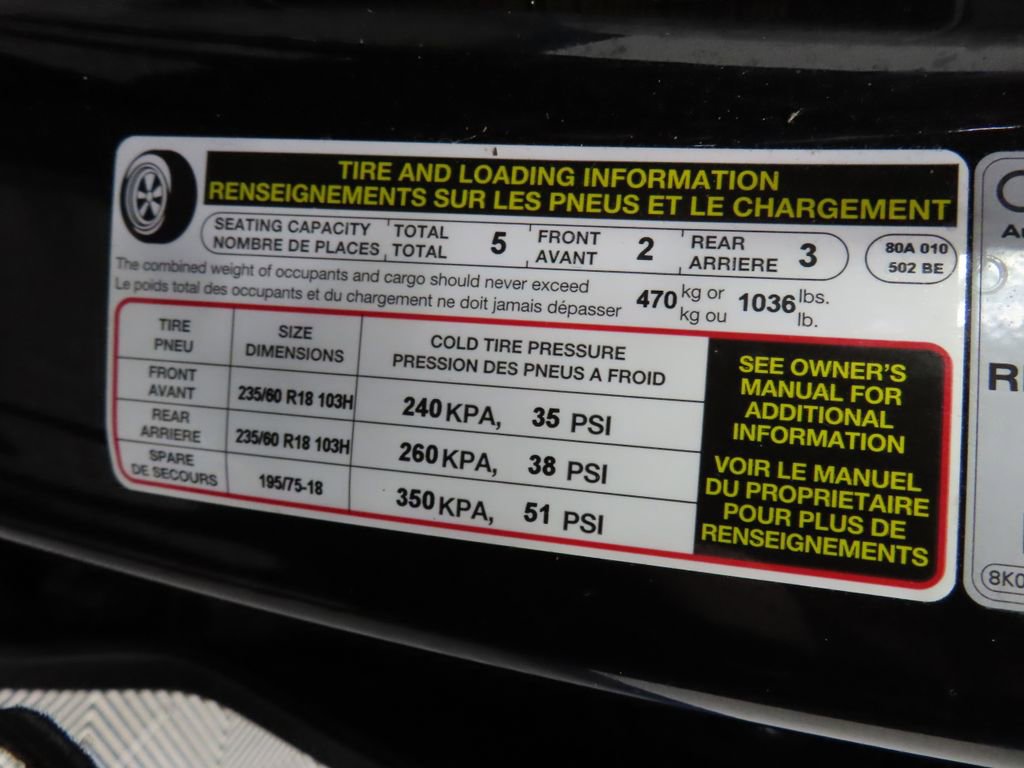 TIRE AND LOADING INFORMATION
RENSEIGNEMENTS SUR LES PNEUS ET LE CHARGEMENT
SEATING CAPACITY TOTAL 5 FRONT 2 REAR 3
NOMBRE DE PLACES TOTAL AVANT ARRIERE
80A 010
502 BE
The combined weight of occupants and cargo should never exceed 470 kg or 1036 lbs.
Le poids total des occupants et du chargement ne doit jamais dépasser kg ou lb.
TIRE SIZE COLD TIRE PRESSURE
PNEU DIMENSIONS PRESSION DES PNEUS A FROID
FRONT
AVANT 235/60 R18 103H 240 KPA, 35 PSI
REAR
ARRIERE 235/60 R18 103H 260 KPA, 38 PSI
SPARE
DE SECOURS 195/75-18 350 KPA, 51 PSI
SEE OWNER'S
MANUAL FOR
ADDITIONAL
INFORMATION
VOIR LE MANUEL
DU PROPRIETAIRE
POUR PLUS DE
RENSEIGNEMENTS
8K0